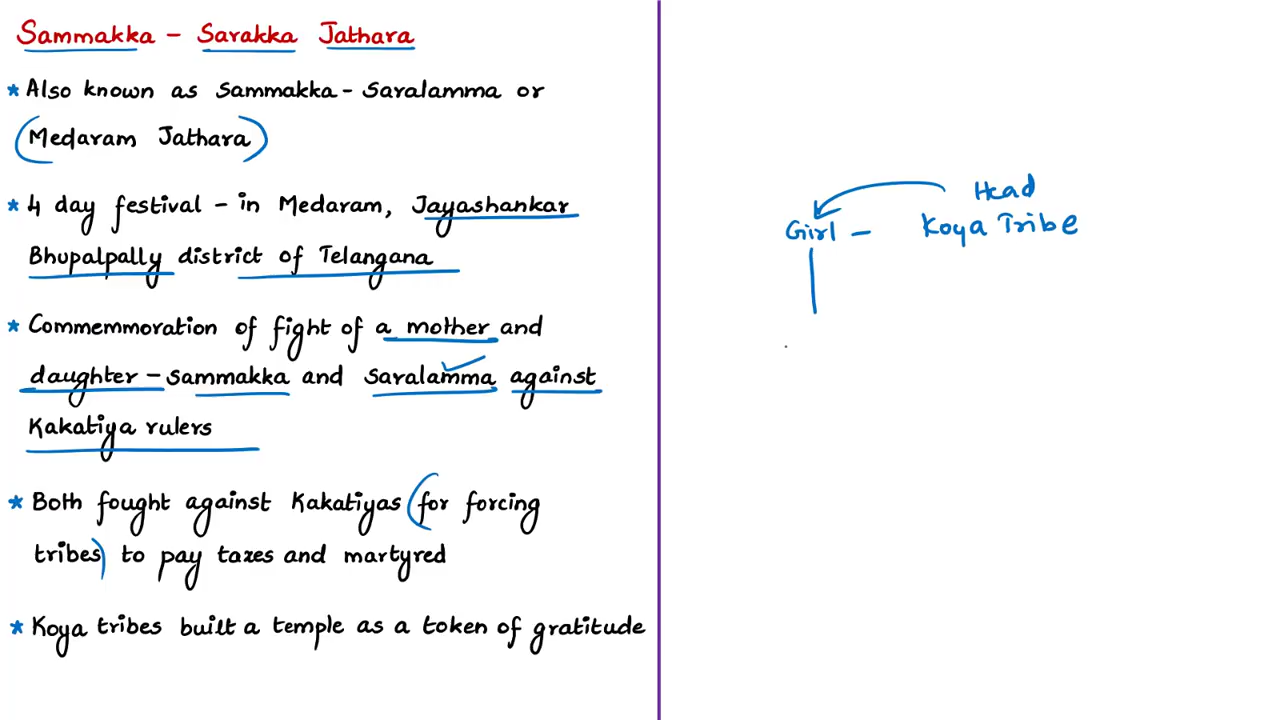 Sammakka - Sarakka Jathara
* Also known as Sammakka - Saralamma or
(Medaram Jathara)
* 4 day festival - in Medaram, Jayashankar
Bhupalpally district of Telangana
* Commemmoration of fight of a mother and
daughter - Sammakka and Saralamma against
Kakatiya rulers
* Both fought against Kakatiyas (for forcing
tribes) to pay taxes and martyred
* Koya tribes built a temple as a token of gratitude
Head
Girl - Koya Tribe